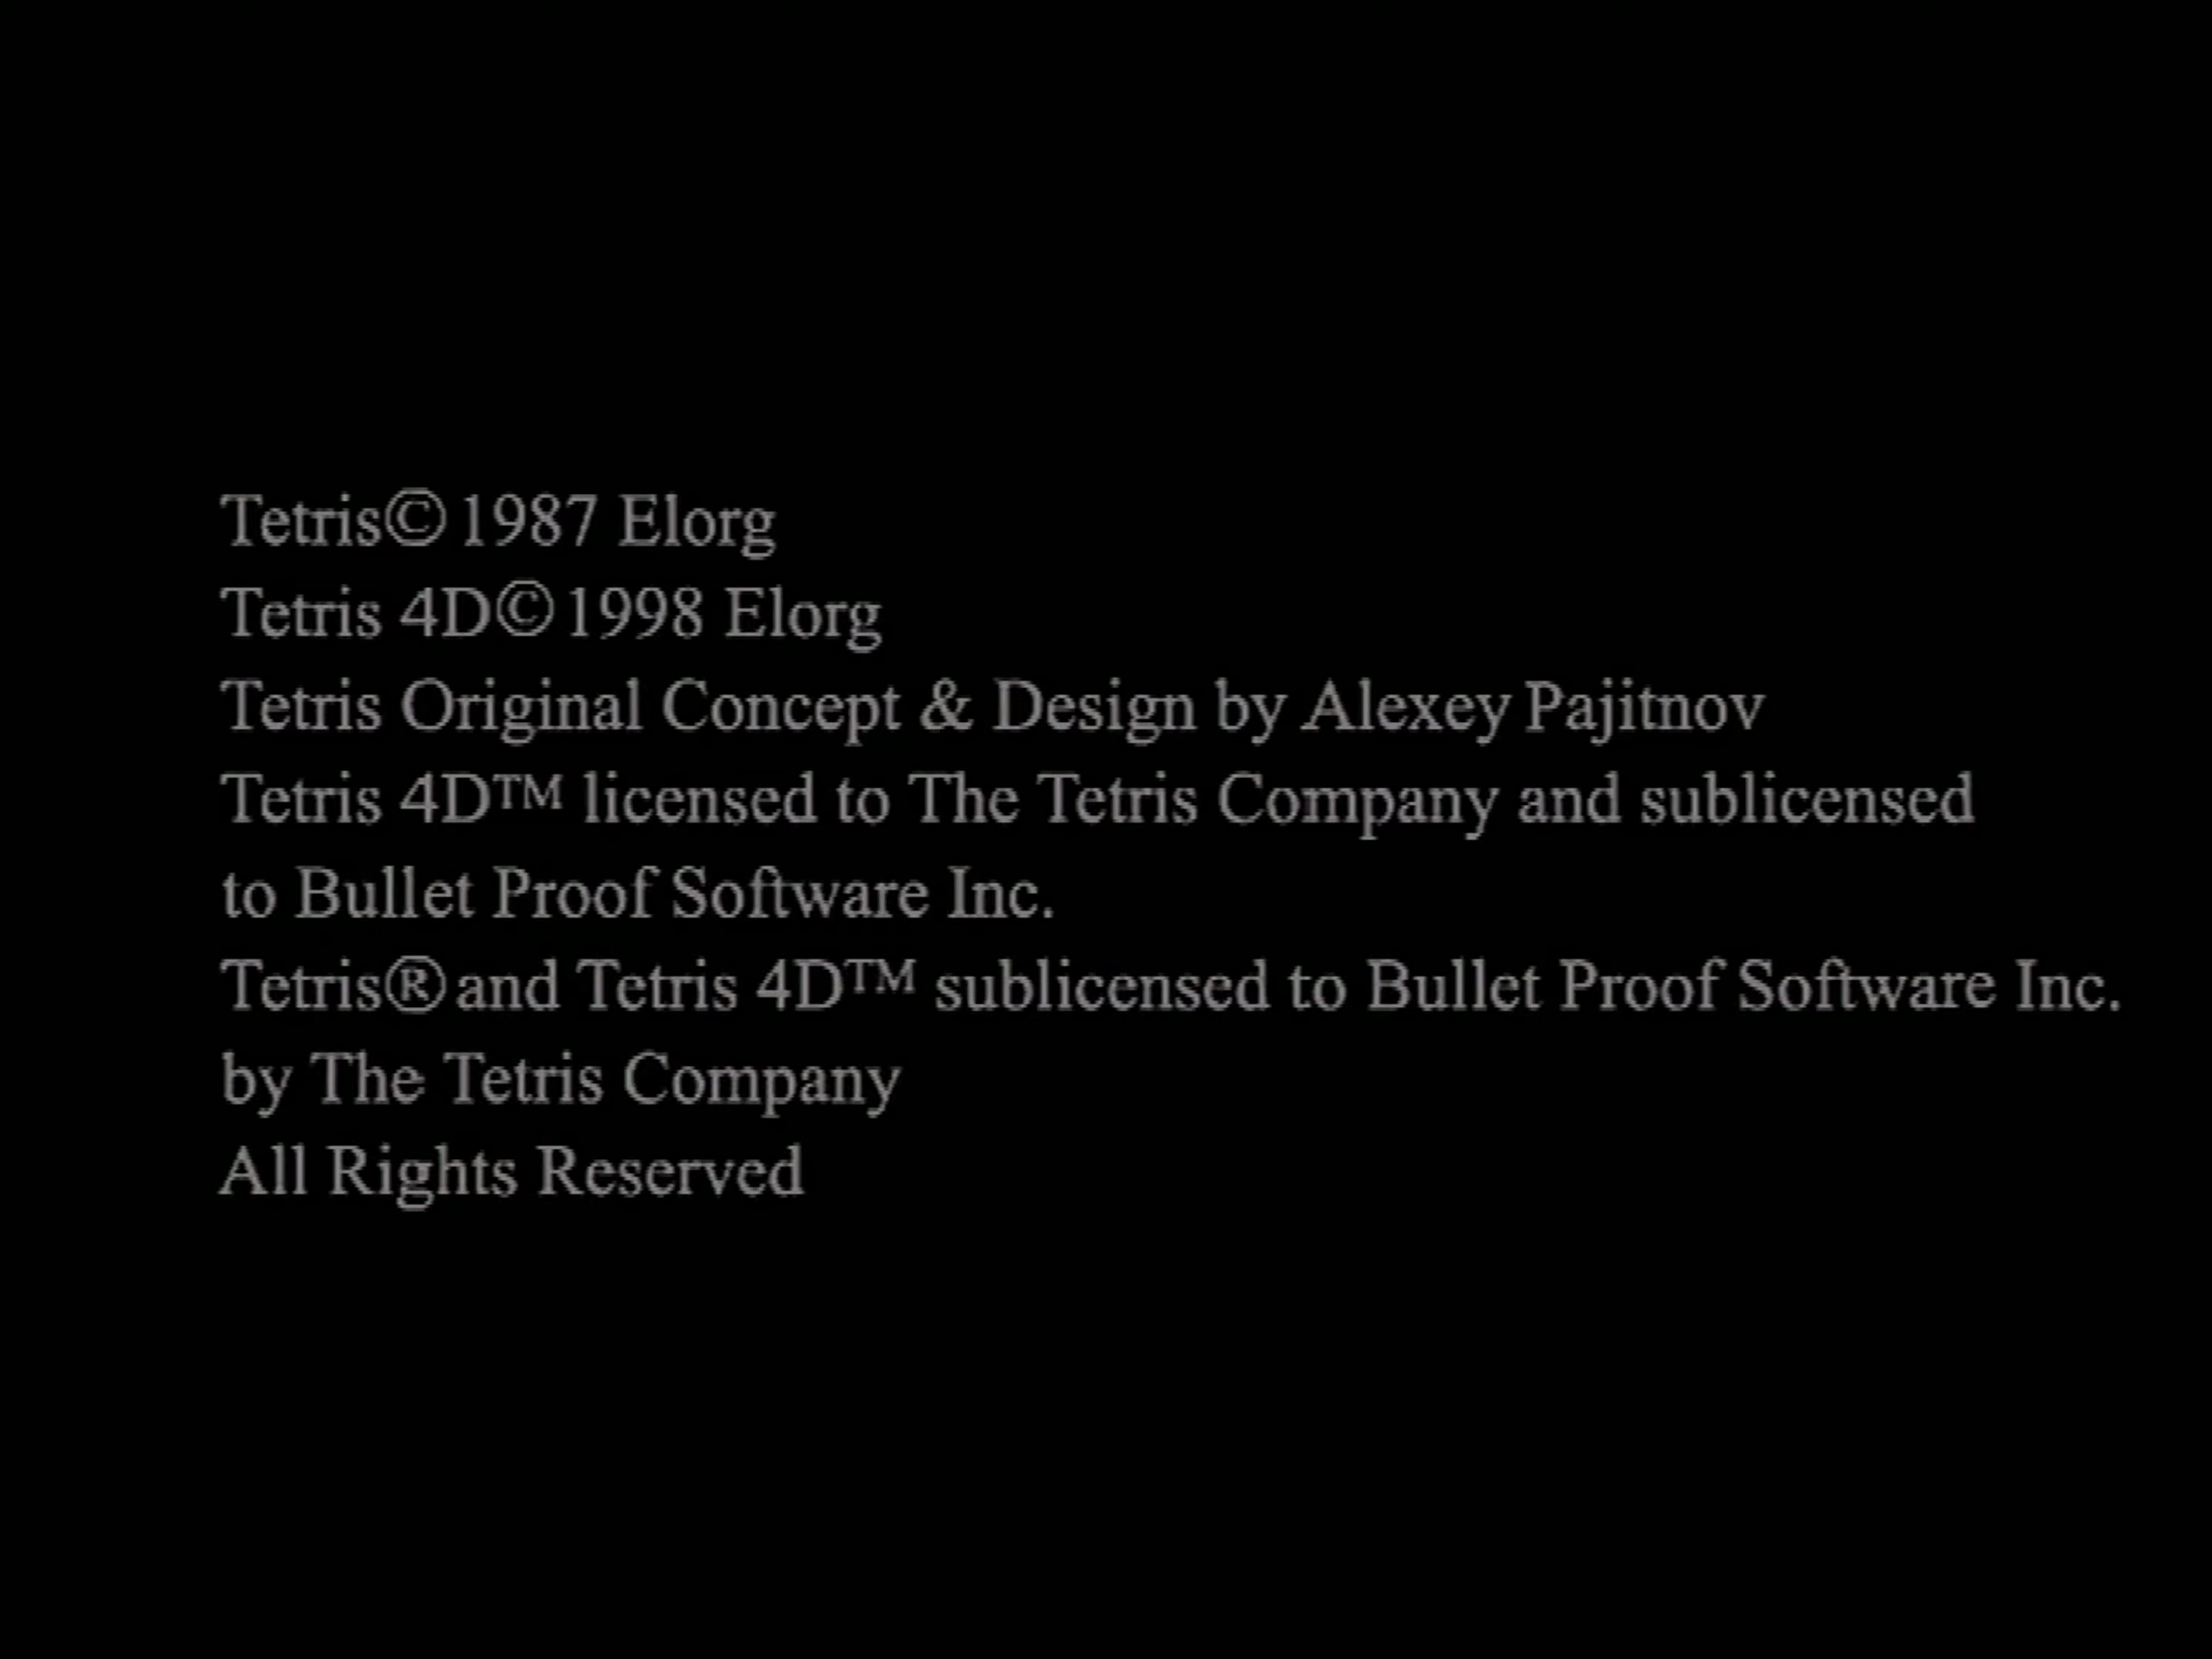 Tetris© 1987 Elorg
Tetris 4D© 1998 Elorg
Tetris Original Concept & Design by Alexey Pajitnov
Tetris 4D™ licensed to The Tetris Company and sublicensed
to Bullet Proof Software Inc.
Tetris® and Tetris 4D™ sublicensed to Bullet Proof Software Inc.
by The Tetris Company
All Rights Reserved